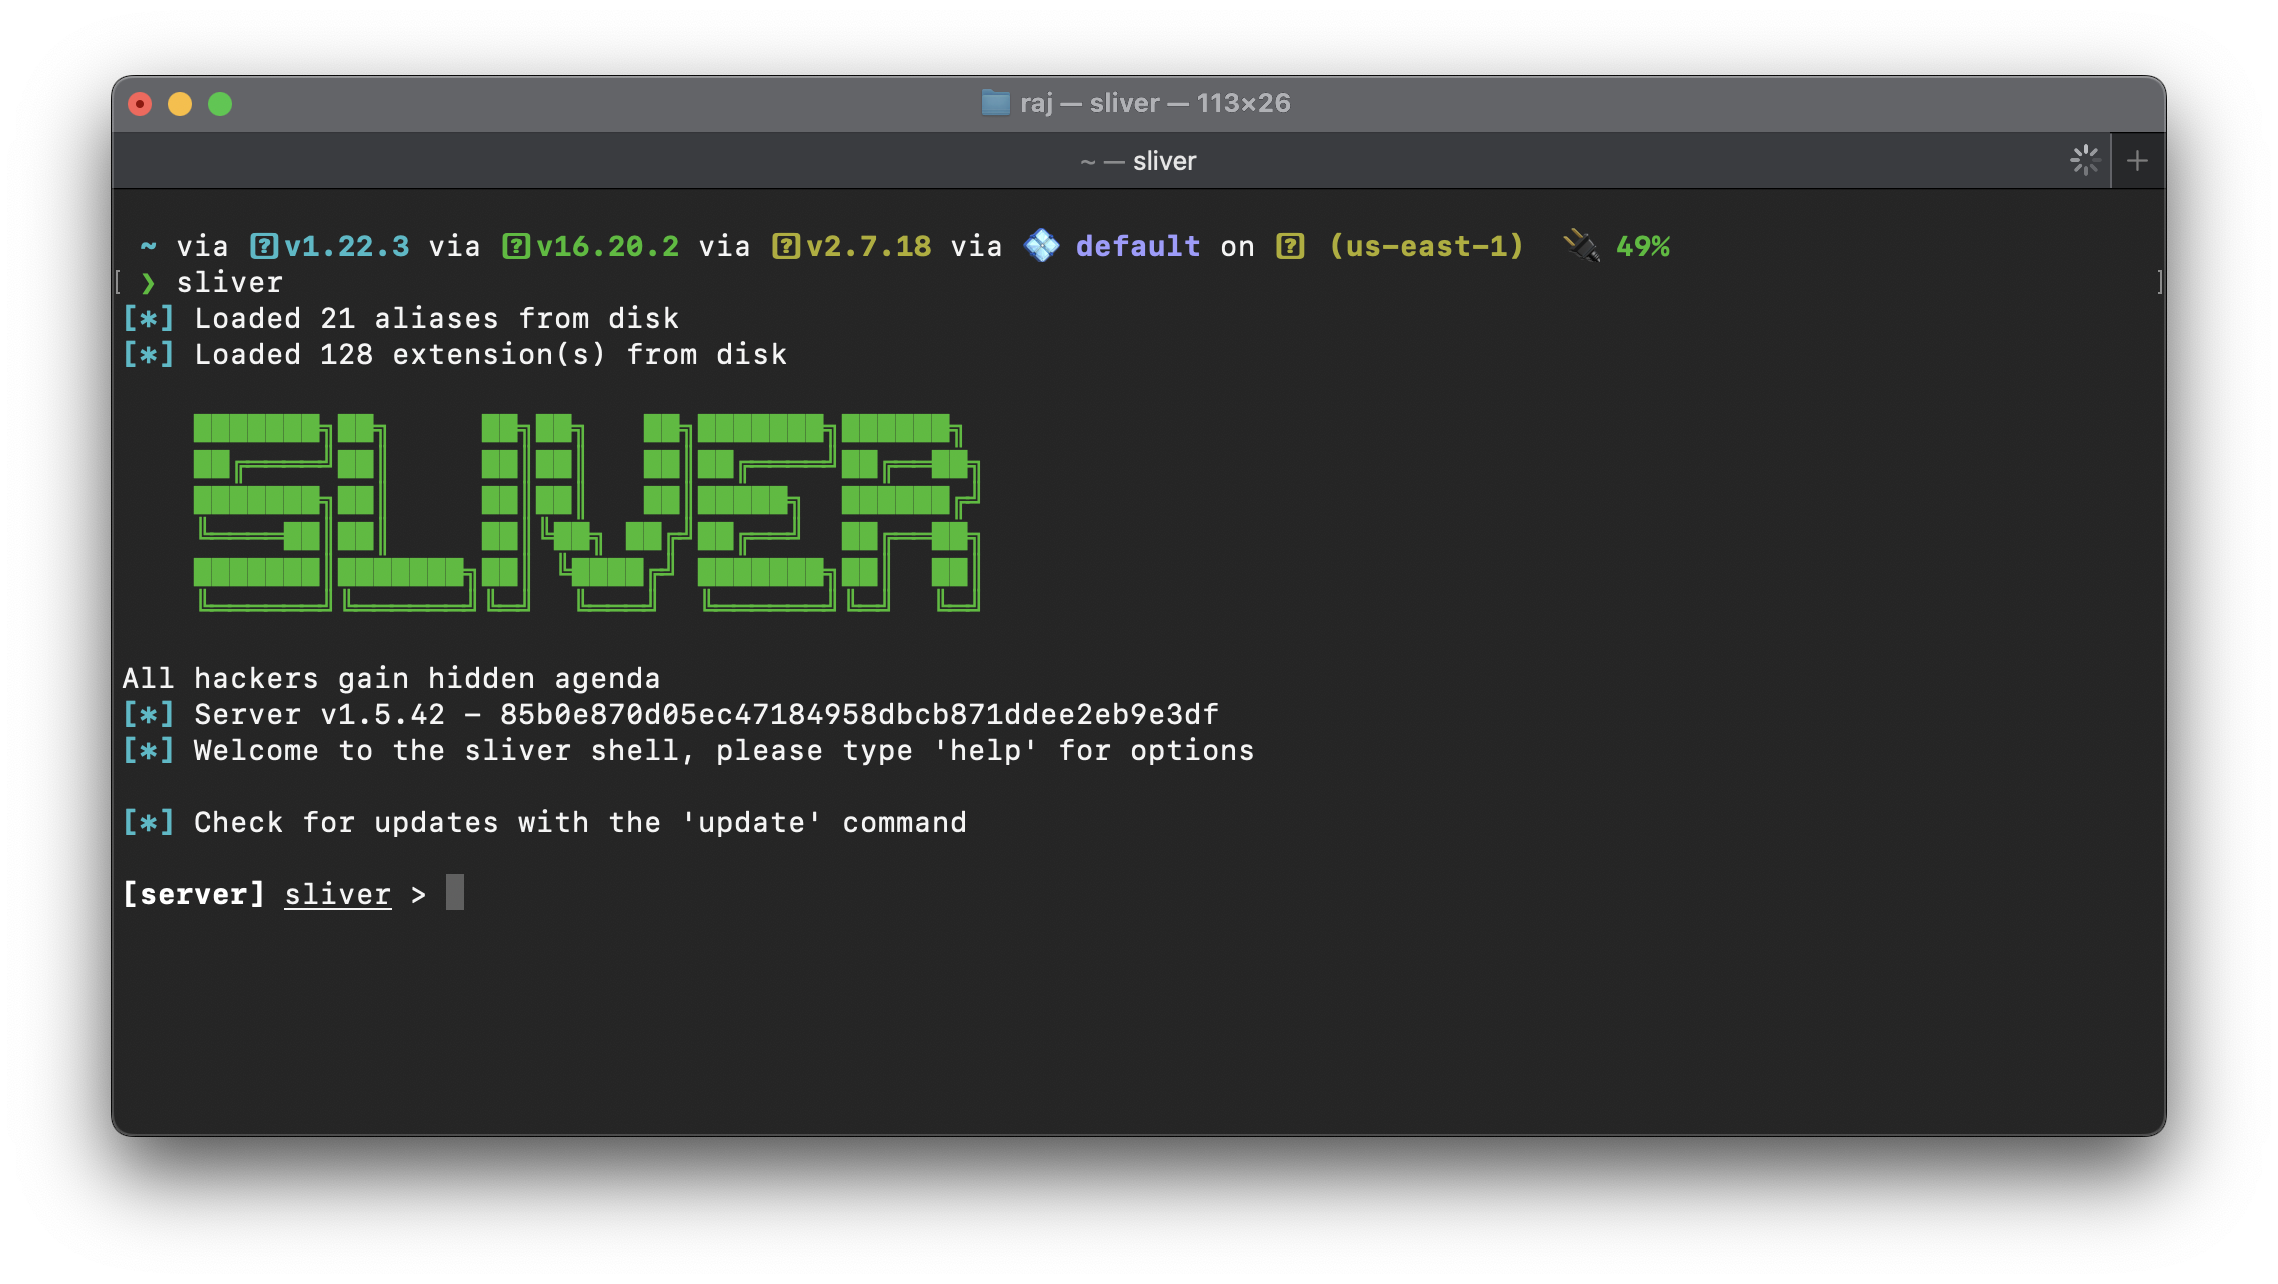 raj — sliver — 113×26
~ — sliver
~ via [?]v1.22.3 via [?]v16.20.2 via [?]v2.7.18 via 💠 default on [?] (us-east-1) 🔌 49%
[ ❯ sliver ]
[*] Loaded 21 aliases from disk
[*] Loaded 128 extension(s) from disk
SLIVER
All hackers gain hidden agenda
[*] Server v1.5.42 - 85b0e870d05ec47184958dbcb871ddee2eb9e3df
[*] Welcome to the sliver shell, please type 'help' for options
[*] Check for updates with the 'update' command
[server] sliver >